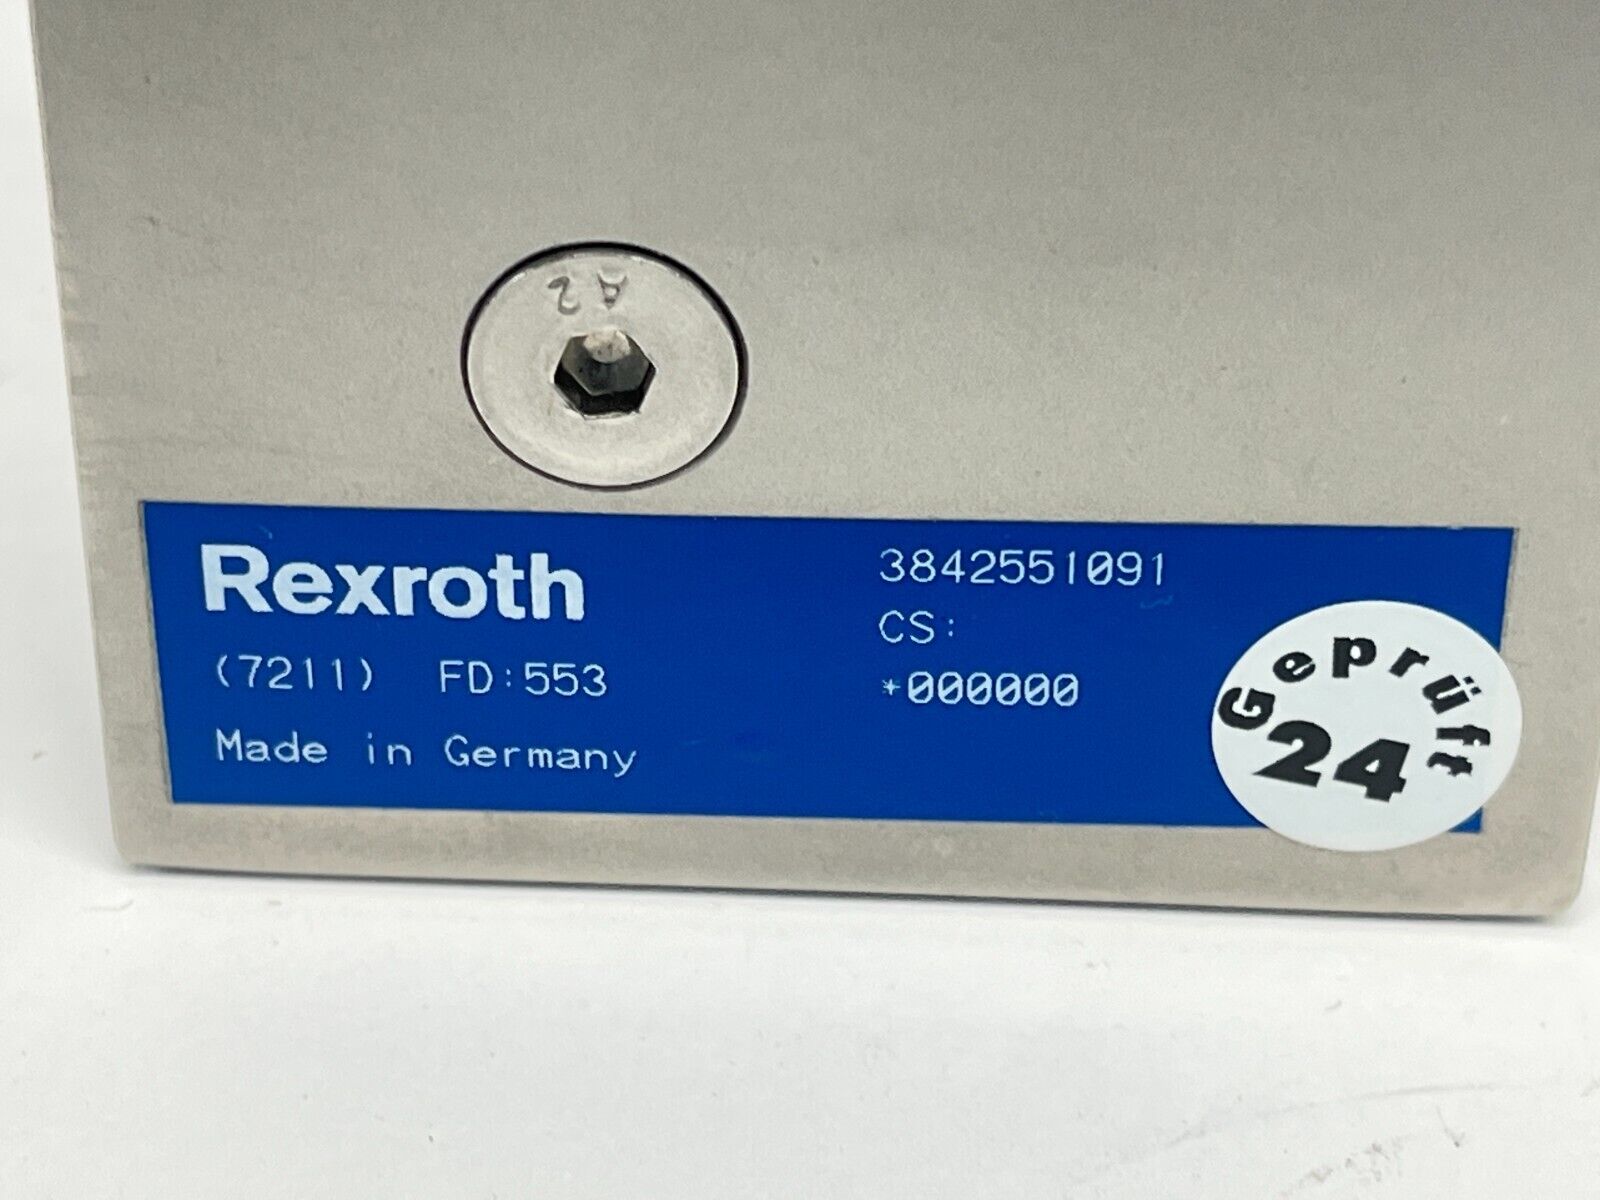 A2
Rexroth
(7211) FD:553
Made in Germany
3842551091
CS:
*000000
Geprüft
24